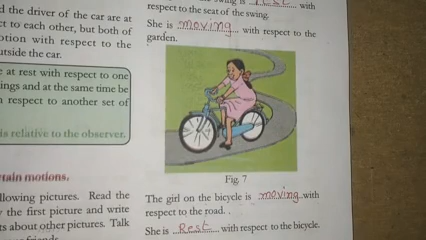 d the driver of the car are at
ct to each other, but both of
otion with respect to the
utside the car.
e at rest with respect to one
ings and at the same time be
n respect to another set of
is relative to the observer.
tain motions.
llowing pictures. Read the
the first picture and write
ts about other pictures. Talk
with
respect to the seat of the swing.
She is moving with respect to the
garden.
Fig. 7
The girl on the bicycle is moving with
respect to the road. .
She is Rest with respect to the bicycle.